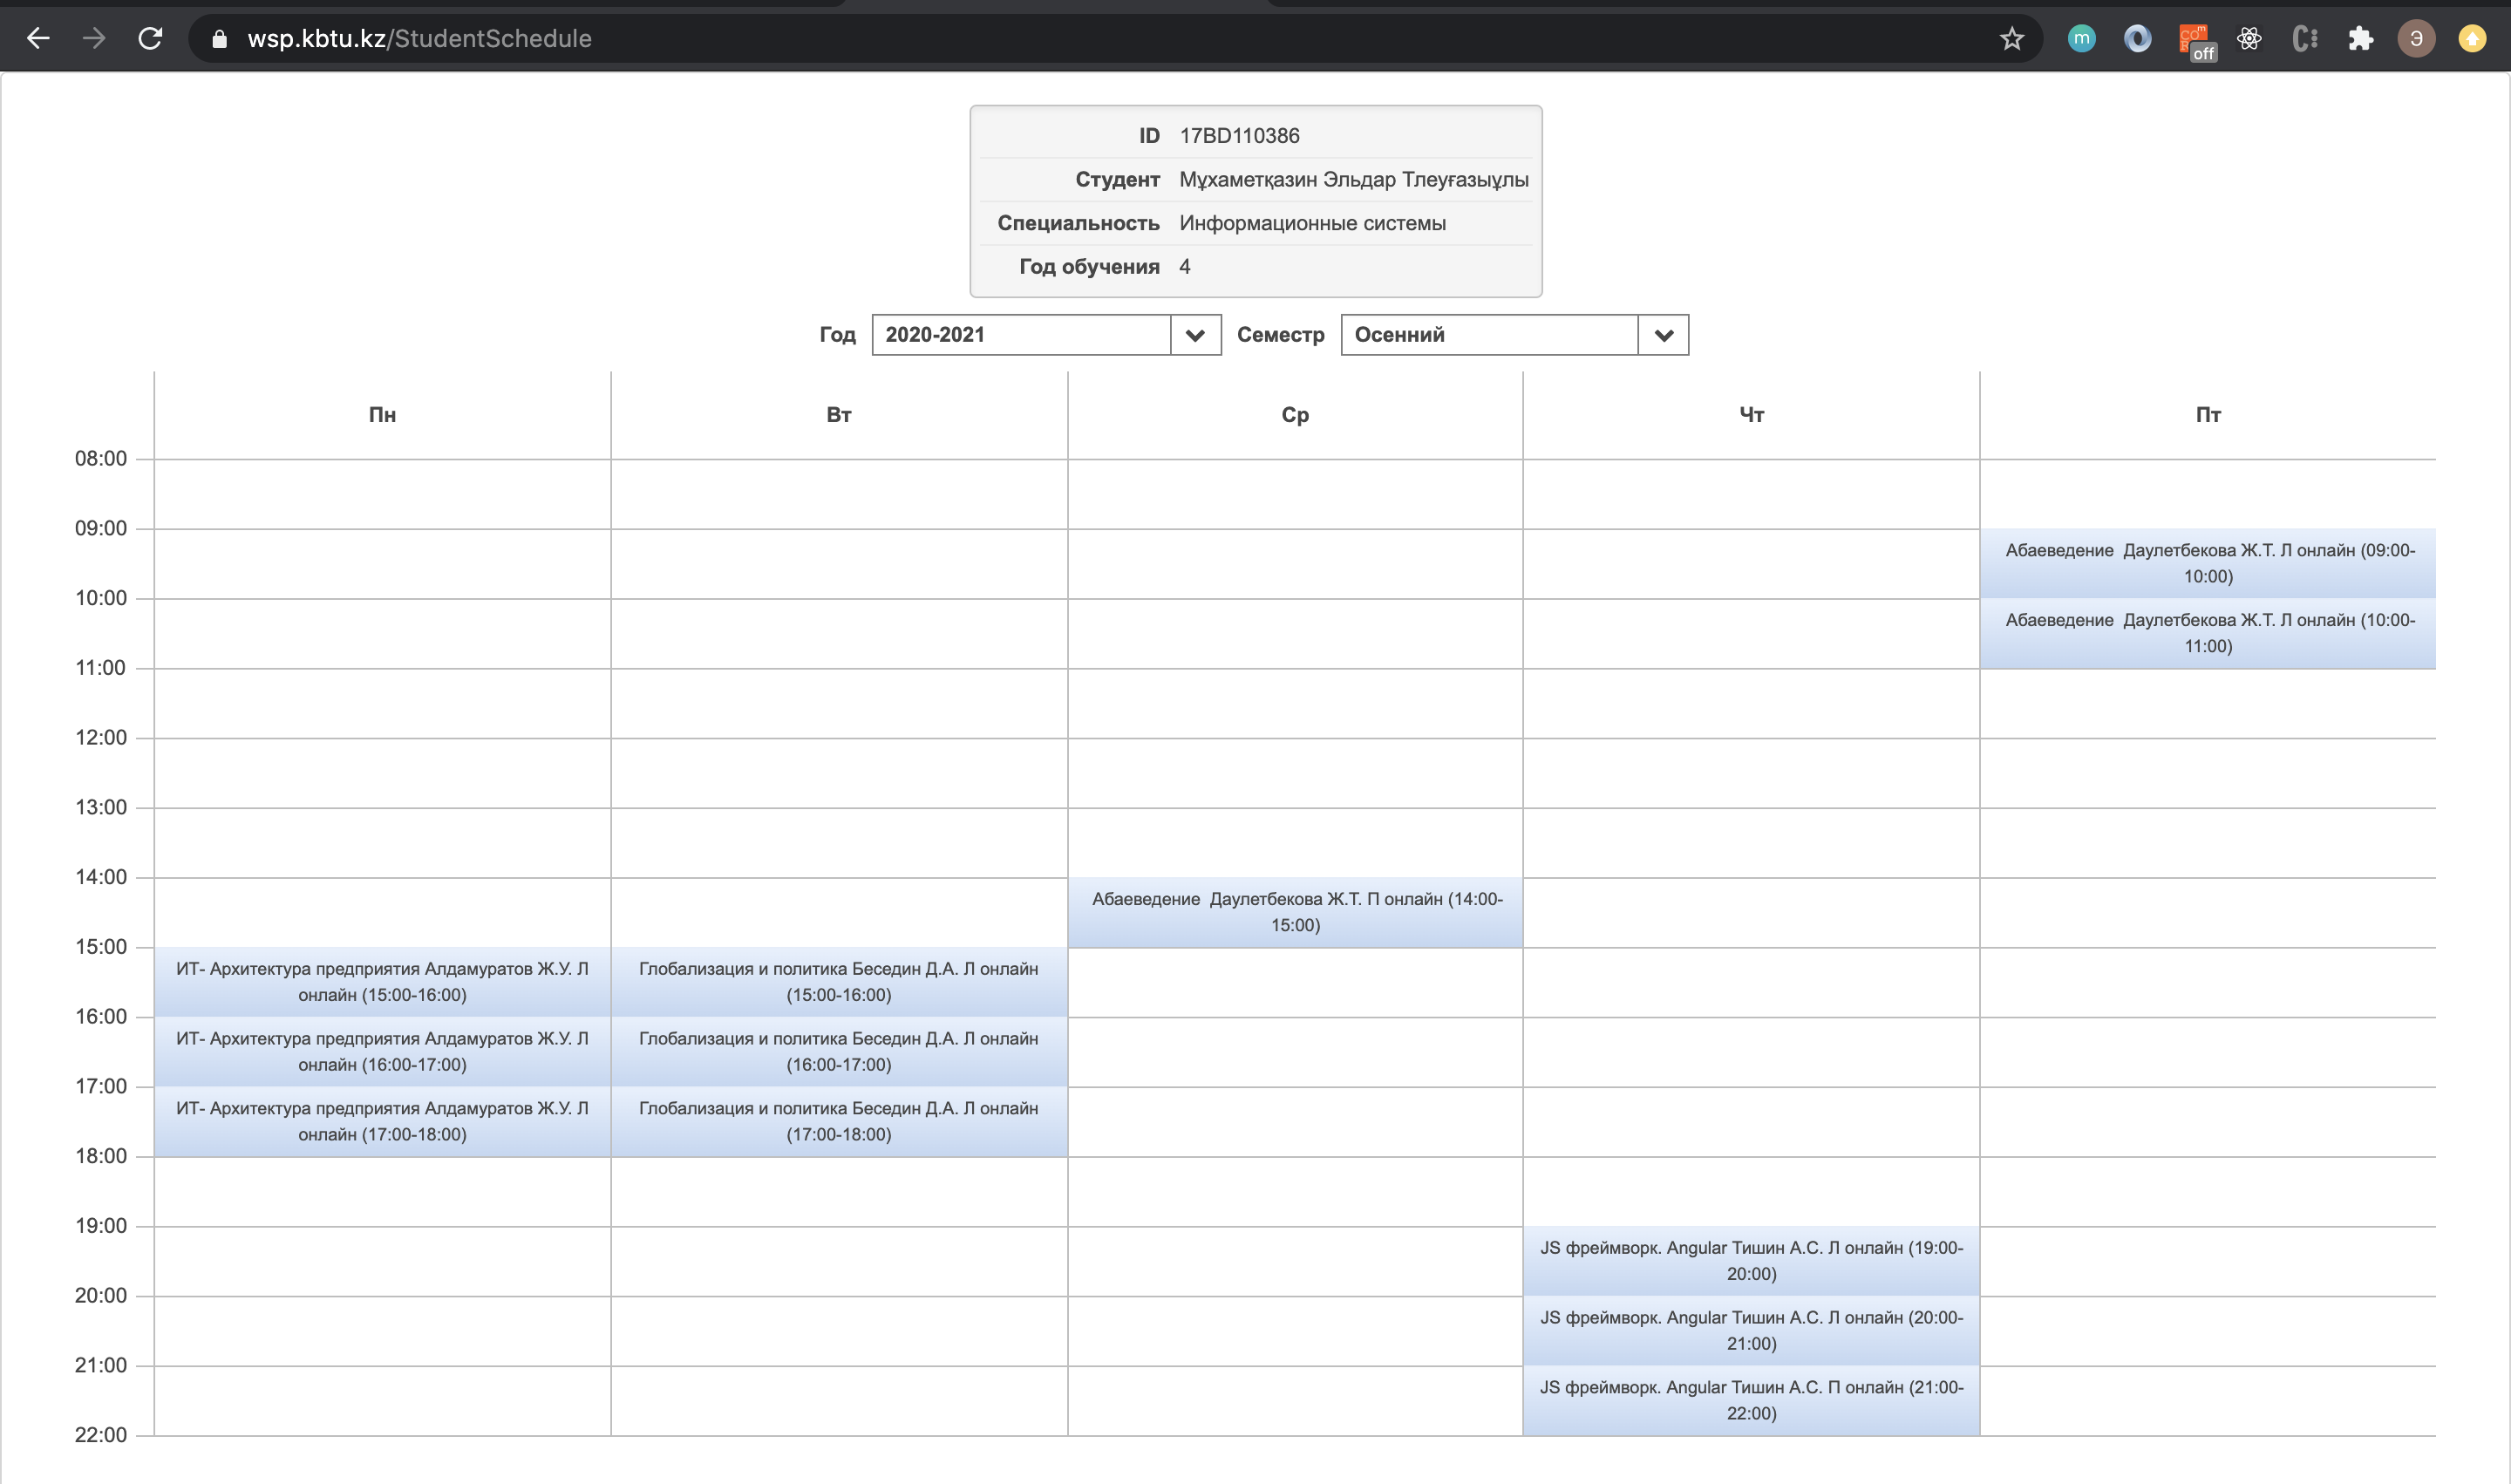 wsp.kbtu.kz/StudentSchedule
m
off
Э
ID 17BD110386
Студент Мұхаметқазин Эльдар Тлеуғазыұлы
Специальность Информационные системы
Год обучения 4
Год 2020-2021 Семестр Осенний
Пн Вт Ср Чт Пт
08:00
09:00
Абаеведение Даулетбекова Ж.Т. Л онлайн (09:00-
10:00)
10:00
Абаеведение Даулетбекова Ж.Т. Л онлайн (10:00-
11:00)
11:00
12:00
13:00
14:00
Абаеведение Даулетбекова Ж.Т. П онлайн (14:00-
15:00)
15:00
ИТ- Архитектура предприятия Алдамуратов Ж.У. Л
онлайн (15:00-16:00)
Глобализация и политика Беседин Д.А. Л онлайн
(15:00-16:00)
16:00
ИТ- Архитектура предприятия Алдамуратов Ж.У. Л
онлайн (16:00-17:00)
Глобализация и политика Беседин Д.А. Л онлайн
(16:00-17:00)
17:00
ИТ- Архитектура предприятия Алдамуратов Ж.У. Л
онлайн (17:00-18:00)
Глобализация и политика Беседин Д.А. Л онлайн
(17:00-18:00)
18:00
19:00
JS фреймворк. Angular Тишин А.С. Л онлайн (19:00-
20:00)
20:00
JS фреймворк. Angular Тишин А.С. Л онлайн (20:00-
21:00)
21:00
JS фреймворк. Angular Тишин А.С. П онлайн (21:00-
22:00)
22:00